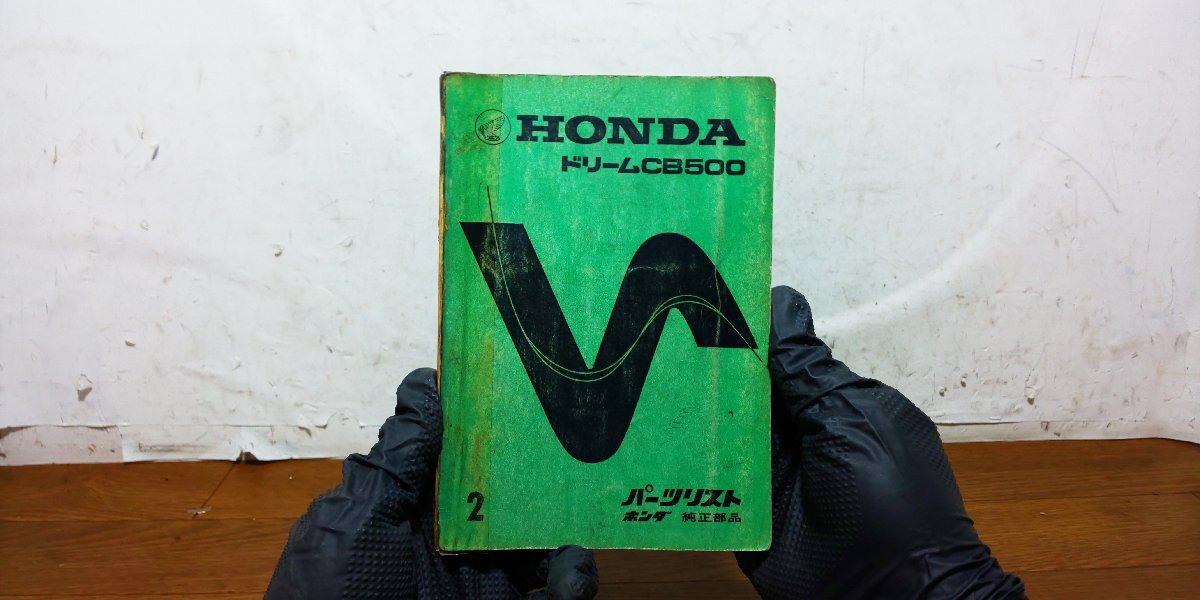 HONDA
ドリームCB500
2
パーツリスト
ホンダ 純正部品